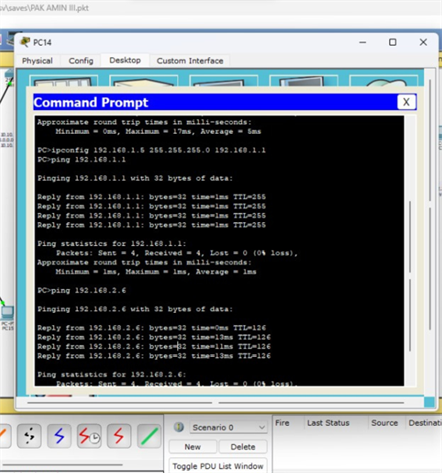 sv\saves\PAK AMIN III.pkt
PC14
Physical Config Desktop Custom Interface
Command Prompt
X
Approximate round trip times in milli-seconds:
Minimum = 0ms, Maximum = 17ms, Average = 5ms
PC>ipconfig 192.168.1.5 255.255.255.0 192.168.1.1
PC>ping 192.168.1.1
Pinging 192.168.1.1 with 32 bytes of data:
Reply from 192.168.1.1: bytes=32 time=1ms TTL=255
Reply from 192.168.1.1: bytes=32 time=1ms TTL=255
Reply from 192.168.1.1: bytes=32 time=1ms TTL=255
Reply from 192.168.1.1: bytes=32 time=1ms TTL=255
Ping statistics for 192.168.1.1:
Packets: Sent = 4, Received = 4, Lost = 0 (0% loss),
Approximate round trip times in milli-seconds:
Minimum = 1ms, Maximum = 1ms, Average = 1ms
PC>ping 192.168.2.6
Pinging 192.168.2.6 with 32 bytes of data:
Reply from 192.168.2.6: bytes=32 time=0ms TTL=126
Reply from 192.168.2.6: bytes=32 time=13ms TTL=126
Reply from 192.168.2.6: bytes=32 time=11ms TTL=126
Reply from 192.168.2.6: bytes=32 time=13ms TTL=126
Ping statistics for 192.168.2.6:
Packets: Sent = 4, Received = 4, Lost = 0 (0% loss),
Scenario 0
New Delete
Toggle PDU List Window
Fire Last Status Source Destinati